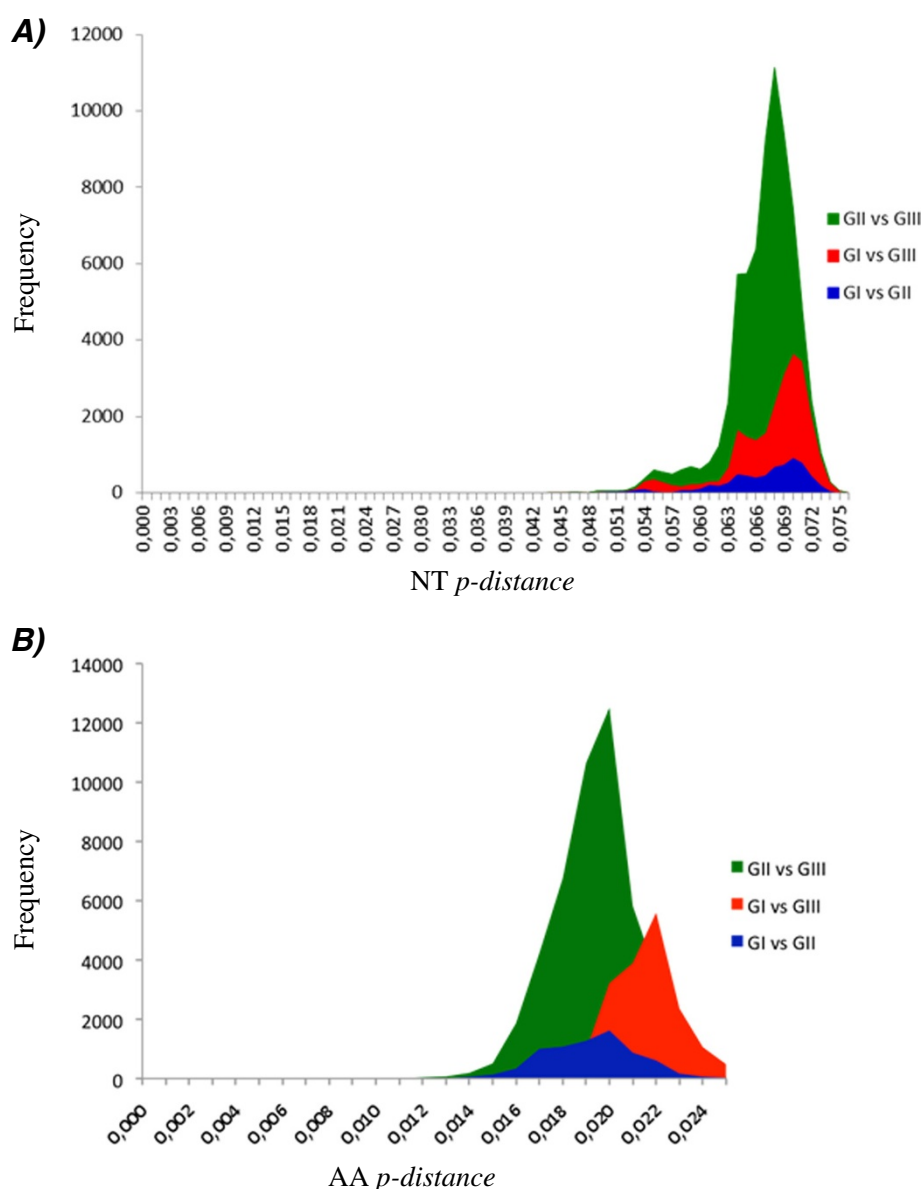 A)
12000
10000
8000
6000
4000
2000
0
Frequency
GII vs GIII
GI vs GIII
GI vs GII
0,000 0,003 0,006 0,009 0,012 0,015 0,018 0,021 0,024 0,027 0,030 0,033 0,036 0,039 0,042 0,045 0,048 0,051 0,054 0,057 0,060 0,063 0,066 0,069 0,072 0,075
NT p-distance
B)
14000
12000
10000
8000
6000
4000
2000
0
Frequency
GII vs GIII
GI vs GIII
GI vs GII
0,000 0,002 0,004 0,006 0,008 0,010 0,012 0,014 0,016 0,018 0,020 0,022 0,024
AA p-distance